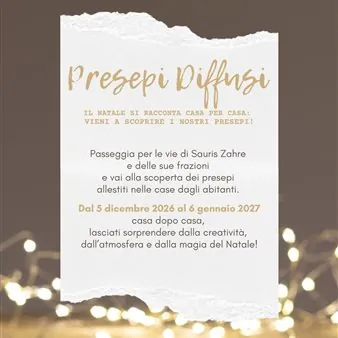 Presepi Diffusi
IL NATALE SI RACCONTA CASA PER CASA:
VIENI A SCOPRIRE I NOSTRI PRESEPI!
Passeggia per le vie di Sauris Zahre
e delle sue frazioni
e vai alla scoperta dei presepi
allestiti nelle case dagli abitanti.
Dal 5 dicembre 2026 al 6 gennaio 2027
casa dopo casa,
lasciati sorprendere dalla creatività,
dall'atmosfera e dalla magia del Natale!